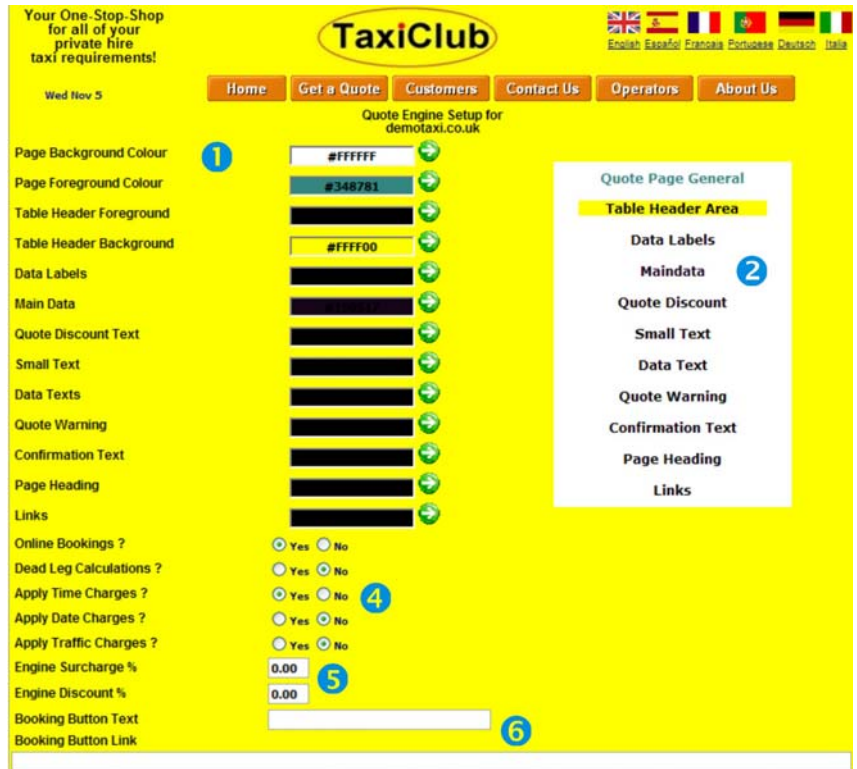 Your One-Stop-Shop
for all of your
private hire
taxi requirements!
Wed Nov 5
TaxiClub
English Español Francais Portugese Deutsch Italia
Home Get a Quote Customers Contact Us Operators About Us
Quote Engine Setup for
demotaxi.co.uk
Page Background Colour 1 #FFFFFF
Page Foreground Colour #348781
Table Header Foreground
Table Header Background #FFFF00
Data Labels
Main Data
Quote Discount Text
Small Text
Data Texts
Quote Warning
Confirmation Text
Page Heading
Links
Quote Page General
Table Header Area
Data Labels
Maindata 2
Quote Discount
Small Text
Data Text
Quote Warning
Confirmation Text
Page Heading
Links
Online Bookings ? Yes No
Dead Leg Calculations ? Yes No
Apply Time Charges ? Yes No 4
Apply Date Charges ? Yes No
Apply Traffic Charges ? Yes No
Engine Surcharge % 0.00 5
Engine Discount % 0.00
Booking Button Text 6
Booking Button Link